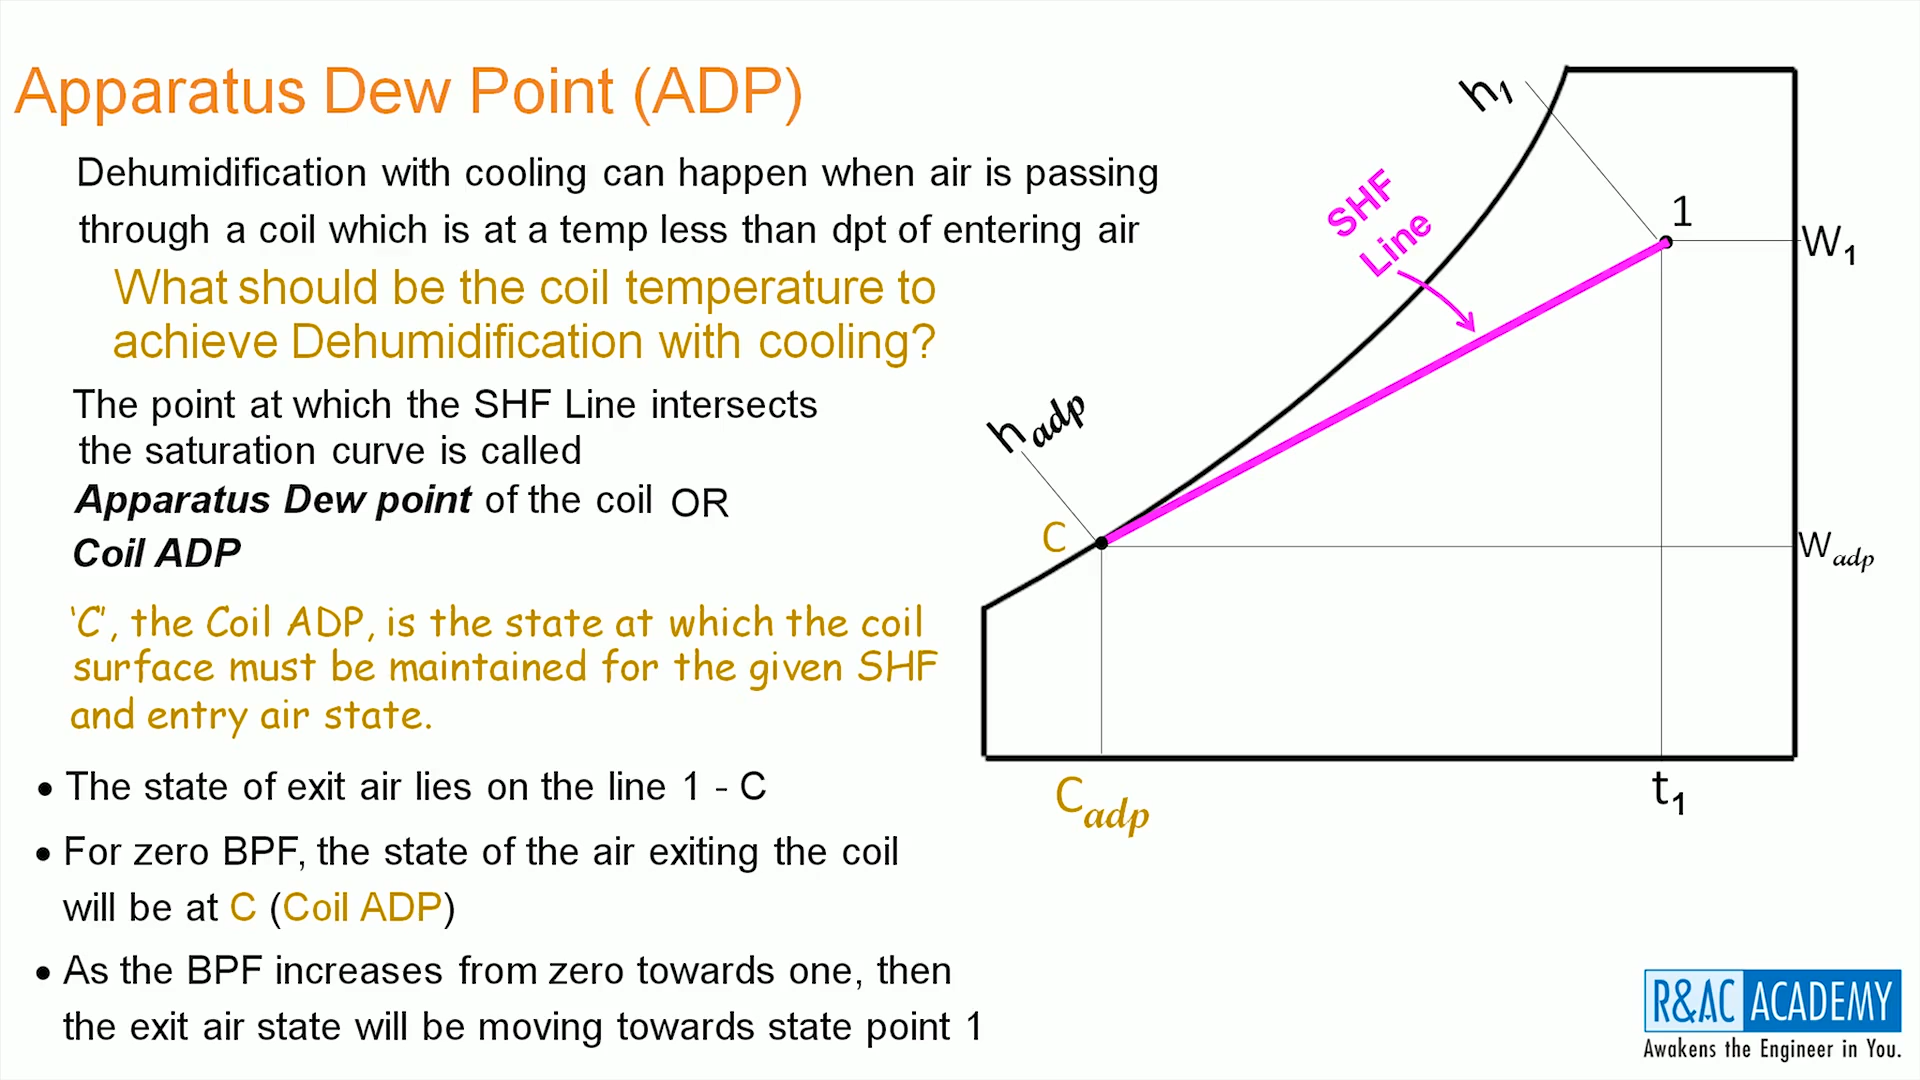 Apparatus Dew Point (ADP)
Dehumidification with cooling can happen when air is passing
through a coil which is at a temp less than dpt of entering air
What should be the coil temperature to
achieve Dehumidification with cooling?
The point at which the SHF Line intersects
the saturation curve is called
Apparatus Dew point of the coil OR
Coil ADP
‘C’, the Coil ADP, is the state at which the coil
surface must be maintained for the given SHF
and entry air state.
• The state of exit air lies on the line 1 - C
• For zero BPF, the state of the air exiting the coil
will be at C (Coil ADP)
• As the BPF increases from zero towards one, then
the exit air state will be moving towards state point 1
h1
SHF
Line
1
W1
hadp
C
Wadp
Cadp
t1
R&AC ACADEMY
Awakens the Engineer in You.